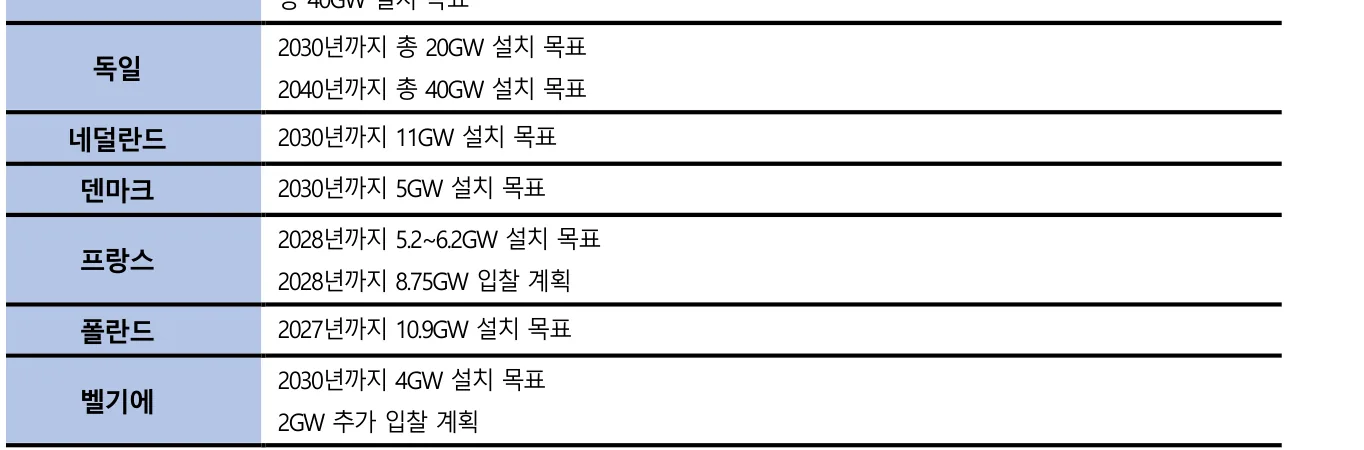 총 40GW 설치 목표
독일
2030년까지 총 20GW 설치 목표
2040년까지 총 40GW 설치 목표
네덜란드
2030년까지 11GW 설치 목표
덴마크
2030년까지 5GW 설치 목표
프랑스
2028년까지 5.2~6.2GW 설치 목표
2028년까지 8.75GW 입찰 계획
폴란드
2027년까지 10.9GW 설치 목표
벨기에
2030년까지 4GW 설치 목표
2GW 추가 입찰 계획